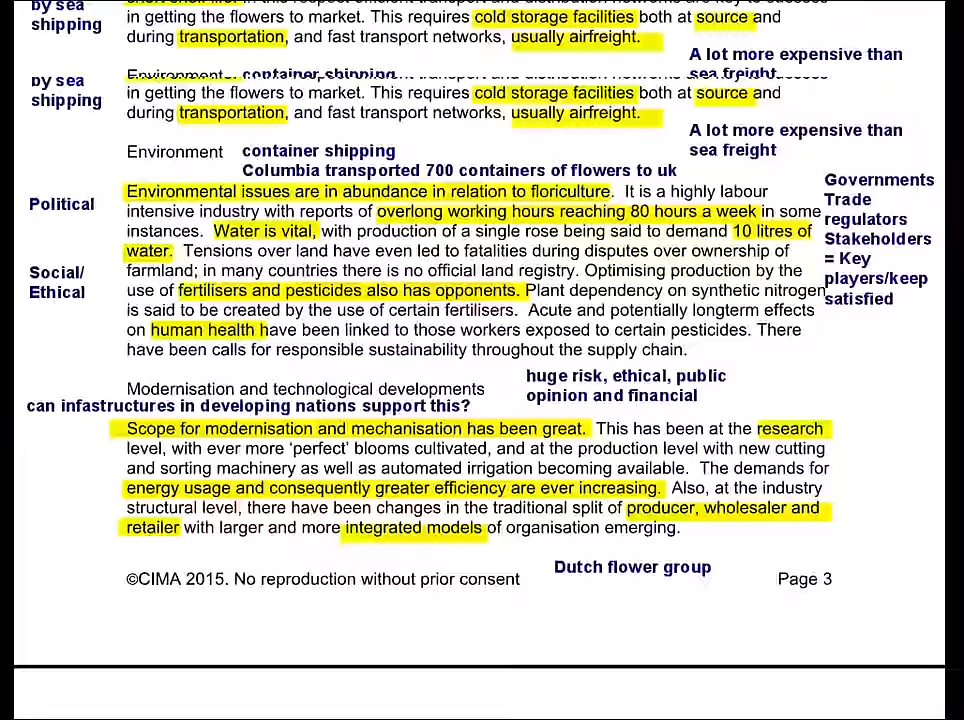 by sea
shipping
in getting the flowers to market. This requires cold storage facilities both at source and
during transportation, and fast transport networks, usually airfreight.
A lot more expensive than
sea freight
by sea
shipping
in getting the flowers to market. This requires cold storage facilities both at source and
during transportation, and fast transport networks, usually airfreight.
A lot more expensive than
sea freight
Environment
container shipping
Columbia transported 700 containers of flowers to uk
Political
Social/
Ethical
Environmental issues are in abundance in relation to floriculture. It is a highly labour
intensive industry with reports of overlong working hours reaching 80 hours a week in some
instances. Water is vital, with production of a single rose being said to demand 10 litres of
water. Tensions over land have even led to fatalities during disputes over ownership of
farmland; in many countries there is no official land registry. Optimising production by the
use of fertilisers and pesticides also has opponents. Plant dependency on synthetic nitrogen
is said to be created by the use of certain fertilisers. Acute and potentially longterm effects
on human health have been linked to those workers exposed to certain pesticides. There
have been calls for responsible sustainability throughout the supply chain.
Governments
Trade
regulators
Stakeholders
= Key
players/keep
satisfied
Modernisation and technological developments
huge risk, ethical, public
opinion and financial
can infastructures in developing nations support this?
Scope for modernisation and mechanisation has been great. This has been at the research
level, with ever more ‘perfect’ blooms cultivated, and at the production level with new cutting
and sorting machinery as well as automated irrigation becoming available. The demands for
energy usage and consequently greater efficiency are ever increasing. Also, at the industry
structural level, there have been changes in the traditional split of producer, wholesaler and
retailer with larger and more integrated models of organisation emerging.
Dutch flower group
©CIMA 2015. No reproduction without prior consent
Page 3